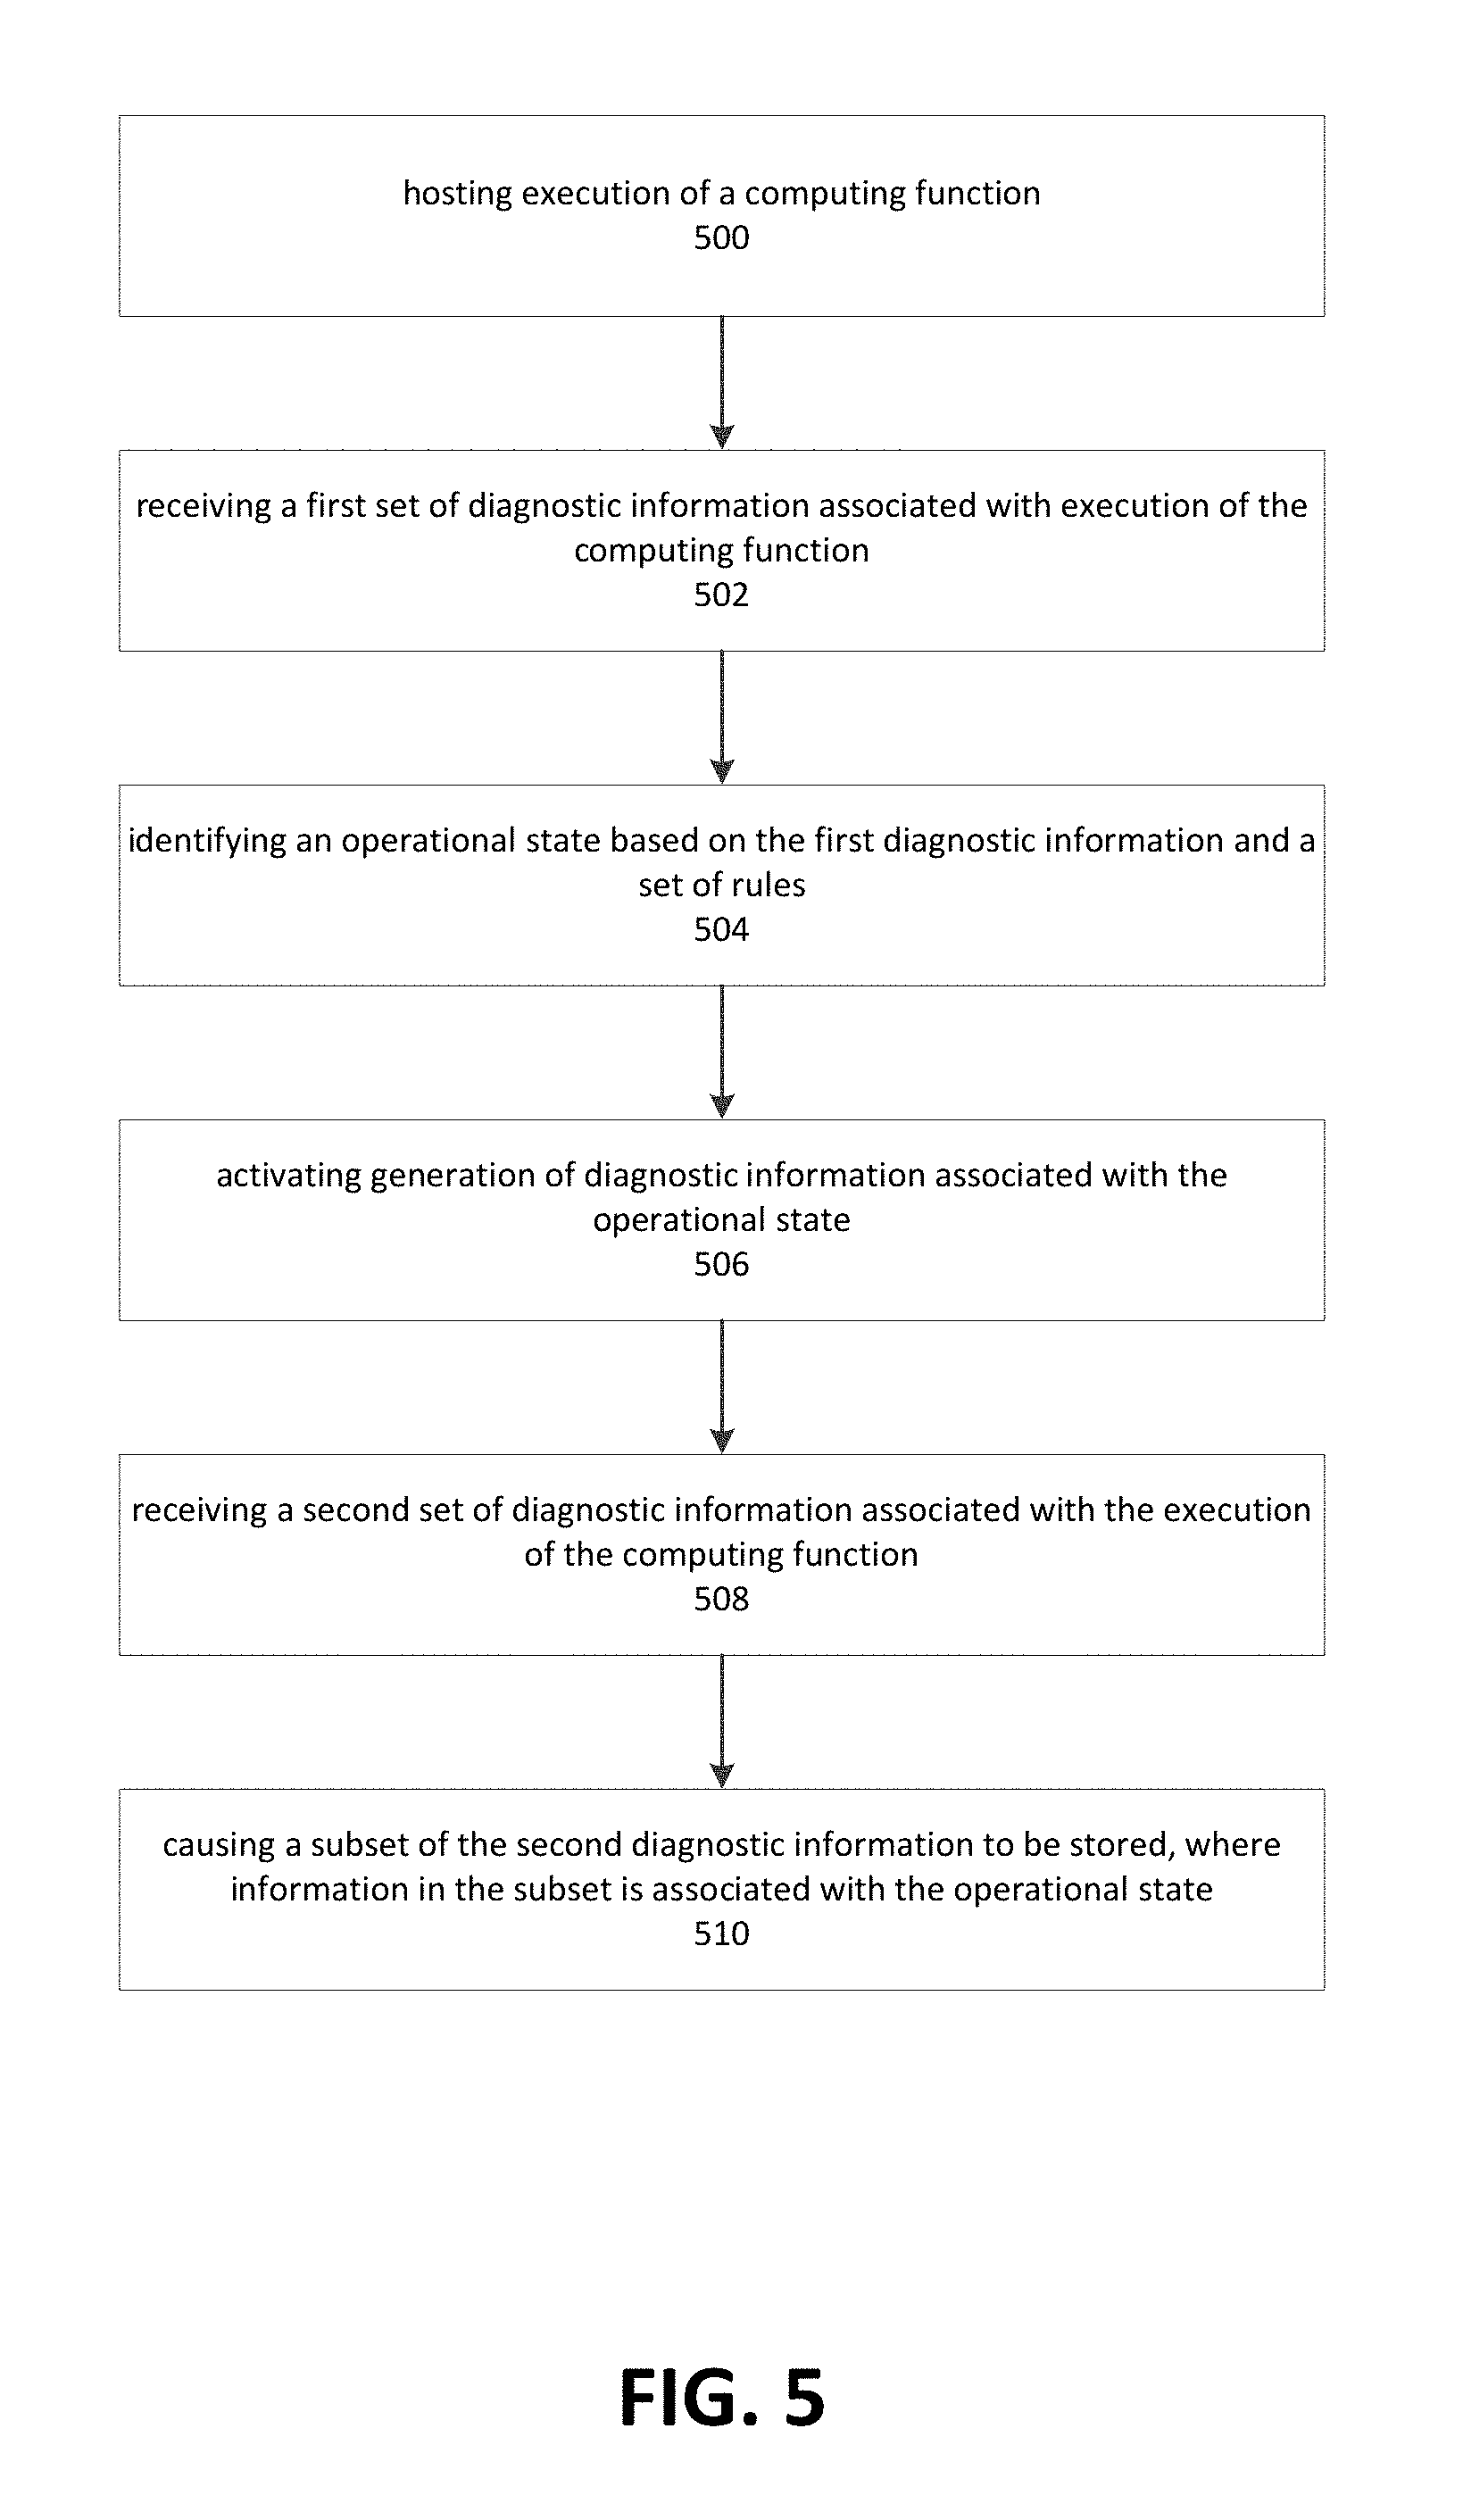 hosting execution of a computing function
500
receiving a first set of diagnostic information associated with execution of the
computing function
502
identifying an operational state based on the first diagnostic information and a
set of rules
504
activating generation of diagnostic information associated with the
operational state
506
receiving a second set of diagnostic information associated with the execution
of the computing function
508
causing a subset of the second diagnostic information to be stored, where
information in the subset is associated with the operational state
510
FIG. 5